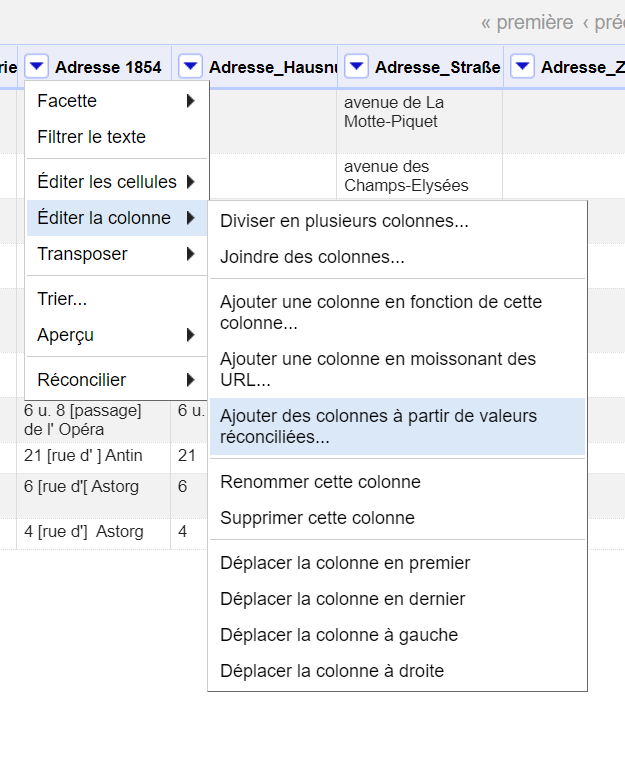 « première ‹ pré
rie Adresse 1854 Adresse_Hausnu Adresse_Straße Adresse_Z
Facette
Filtrer le texte
Éditer les cellules
Éditer la colonne
Transposer
Trier...
Aperçu
Réconcilier
avenue de La
Motte-Piquet
avenue des
Champs-Elysées
Diviser en plusieurs colonnes...
Joindre des colonnes...
Ajouter une colonne en fonction de cette
colonne...
Ajouter une colonne en moissonant des
URL...
Ajouter des colonnes à partir de valeurs
réconciliées...
Renommer cette colonne
Supprimer cette colonne
Déplacer la colonne en premier
Déplacer la colonne en dernier
Déplacer la colonne à gauche
Déplacer la colonne à droite
6 u. 8 [passage] 6 u.
de l' Opéra
21 [rue d' ] Antin 21
6 [rue d'[ Astorg 6
4 [rue d'] Astorg 4